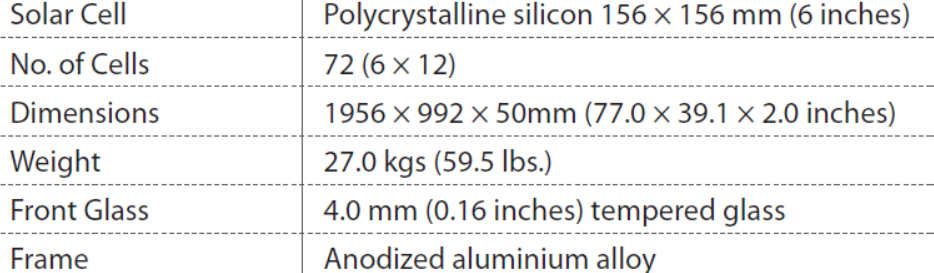 Solar Cell Polycrystalline silicon 156 × 156 mm (6 inches)
No. of Cells 72 (6 × 12)
Dimensions 1956 × 992 × 50mm (77.0 × 39.1 × 2.0 inches)
Weight 27.0 kgs (59.5 lbs.)
Front Glass 4.0 mm (0.16 inches) tempered glass
Frame Anodized aluminium alloy